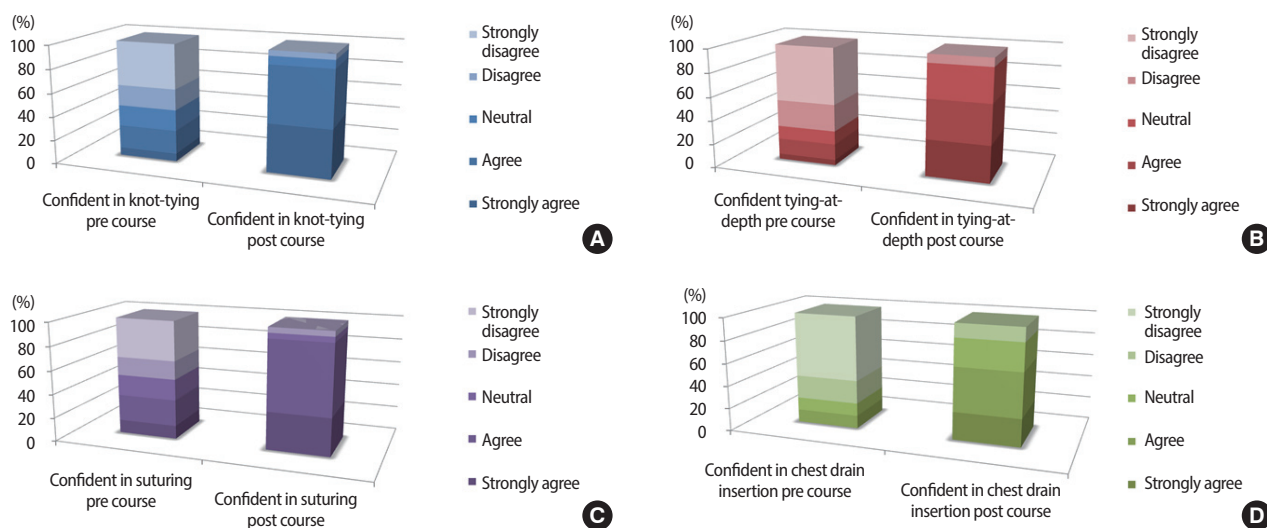 (%)
100
80
60
40
20
0
Confident in knot-tying
pre course
Confident in knot-tying
post course
Strongly
disagree
Disagree
Neutral
Agree
Strongly agree
A
(%)
100
80
60
40
20
0
Confident tying-at-
depth pre course
Confident in tying-at-
depth post course
Strongly
disagree
Disagree
Neutral
Agree
Strongly agree
B
(%)
100
80
60
40
20
0
Confident in suturing
pre course
Confident in suturing
post course
Strongly
disagree
Disagree
Neutral
Agree
Strongly agree
C
(%)
100
80
60
40
20
0
Confident in chest drain
insertion pre course
Confident in chest drain
insertion post course
Strongly
disagree
Disagree
Neutral
Agree
Strongly agree
D